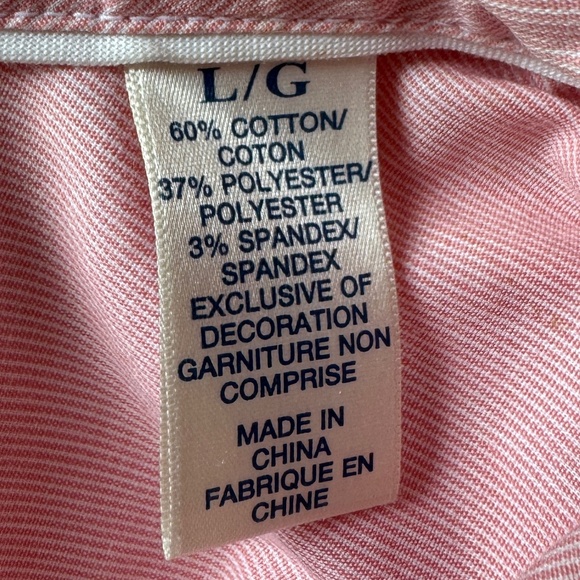 L/G
60% COTTON/
COTON
37% POLYESTER/
POLYESTER
3% SPANDEX/
SPANDEX
EXCLUSIVE OF
DECORATION
GARNITURE NON
COMPRISE
MADE IN
CHINA
FABRIQUE EN
CHINE